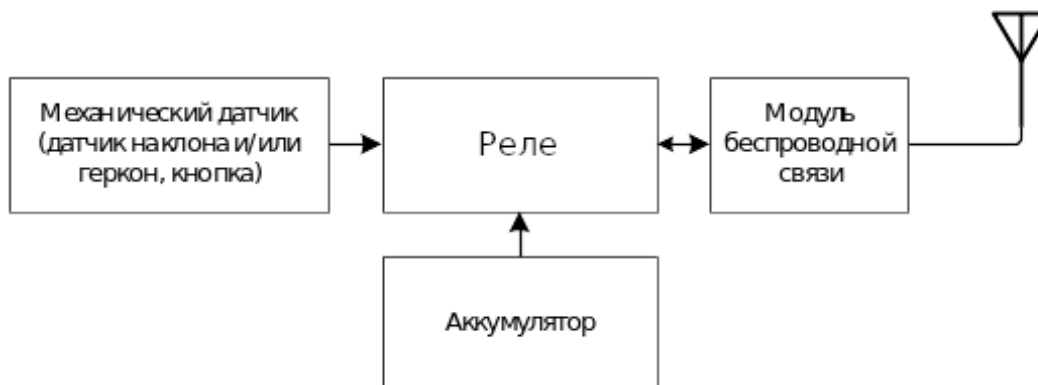 Механический датчик
(датчик наклона и/или
геркон, кнопка)
Реле
Модуль
беспроводной
связи
Аккумулятор